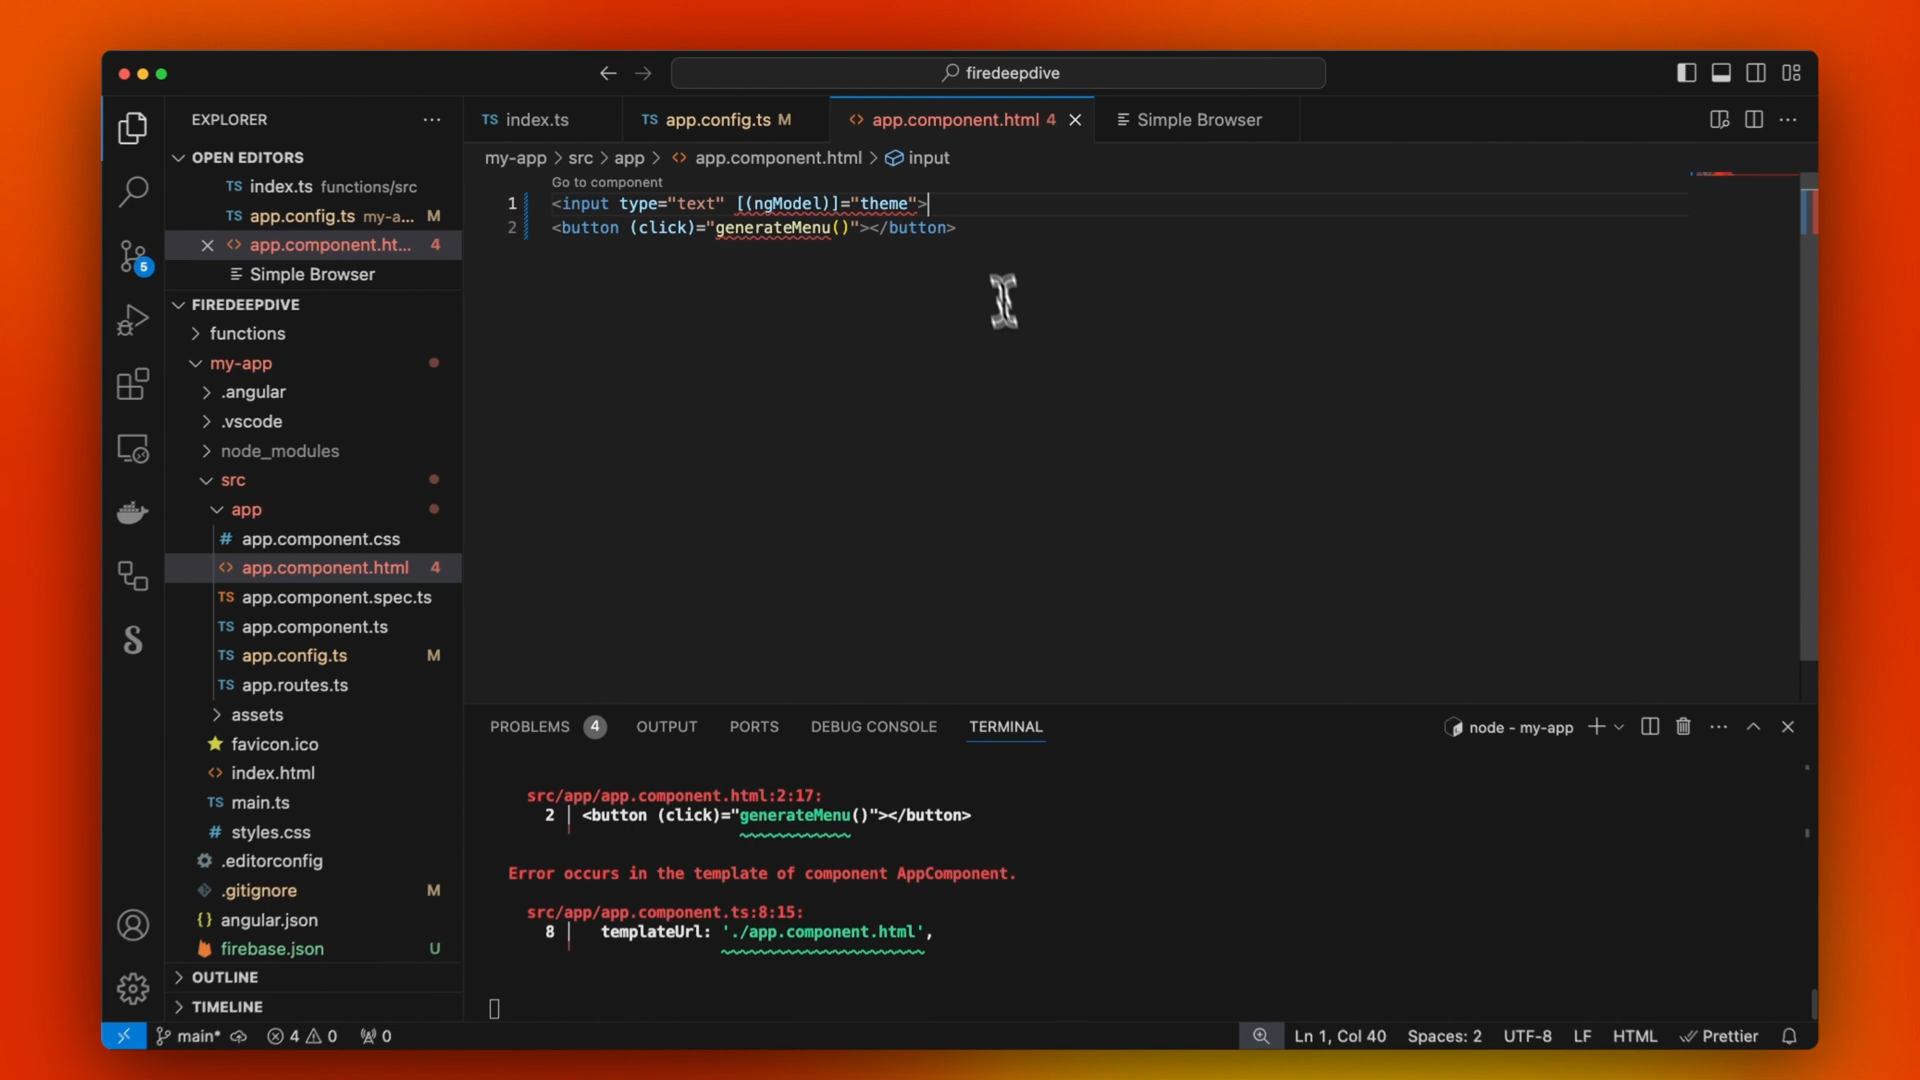 firedeepdive
EXPLORER
OPEN EDITORS
TS index.ts functions/src
TS app.config.ts my-a... M
app.component.ht... 4
Simple Browser
FIREDEEPDIVE
functions
my-app
.angular
.vscode
node_modules
src
app
# app.component.css
<> app.component.html 4
TS app.component.spec.ts
TS app.component.ts
TS app.config.ts M
TS app.routes.ts
assets
favicon.ico
<> index.html
TS main.ts
# styles.css
.editorconfig
.gitignore M
{} angular.json
firebase.json U
OUTLINE
TIMELINE
5
TS index.ts
TS app.config.ts M
<> app.component.html 4
Simple Browser
my-app > src > app > <> app.component.html > input
Go to component
1 <input type="text" [(ngModel)]="theme">
2 <button (click)="generateMenu()"></button>
PROBLEMS 4 OUTPUT PORTS DEBUG CONSOLE TERMINAL
node - my-app
src/app/app.component.html:2:17:
2 | <button (click)="generateMenu()"></button>
Error occurs in the template of component AppComponent.
src/app/app.component.ts:8:15:
8 | templateUrl: './app.component.html',
main* 4 0 0
Ln 1, Col 40 Spaces: 2 UTF-8 LF HTML Prettier